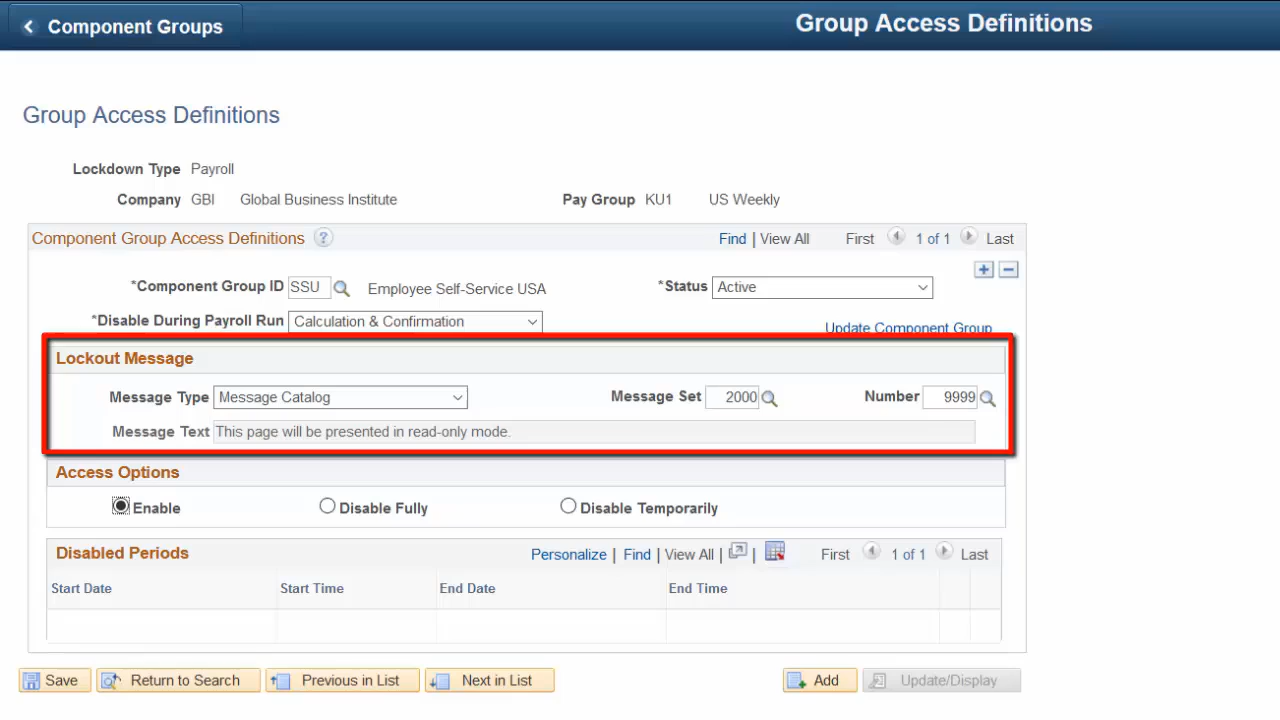 Component Groups Group Access Definitions
Group Access Definitions
Lockdown Type Payroll
Company GBI Global Business Institute Pay Group KU1 US Weekly
Component Group Access Definitions ? Find | View All First 1 of 1 Last
*Component Group ID SSU Employee Self-Service USA *Status Active
*Disable During Payroll Run Calculation & Confirmation Update Component Group
Lockout Message
Message Type Message Catalog Message Set 2000 Number 9999
Message Text This page will be presented in read-only mode.
Access Options
Enable Disable Fully Disable Temporarily
Disabled Periods Personalize | Find | View All | | First 1 of 1 Last
Start Date Start Time End Date End Time
Save Return to Search Previous in List Next in List Add Update/Display